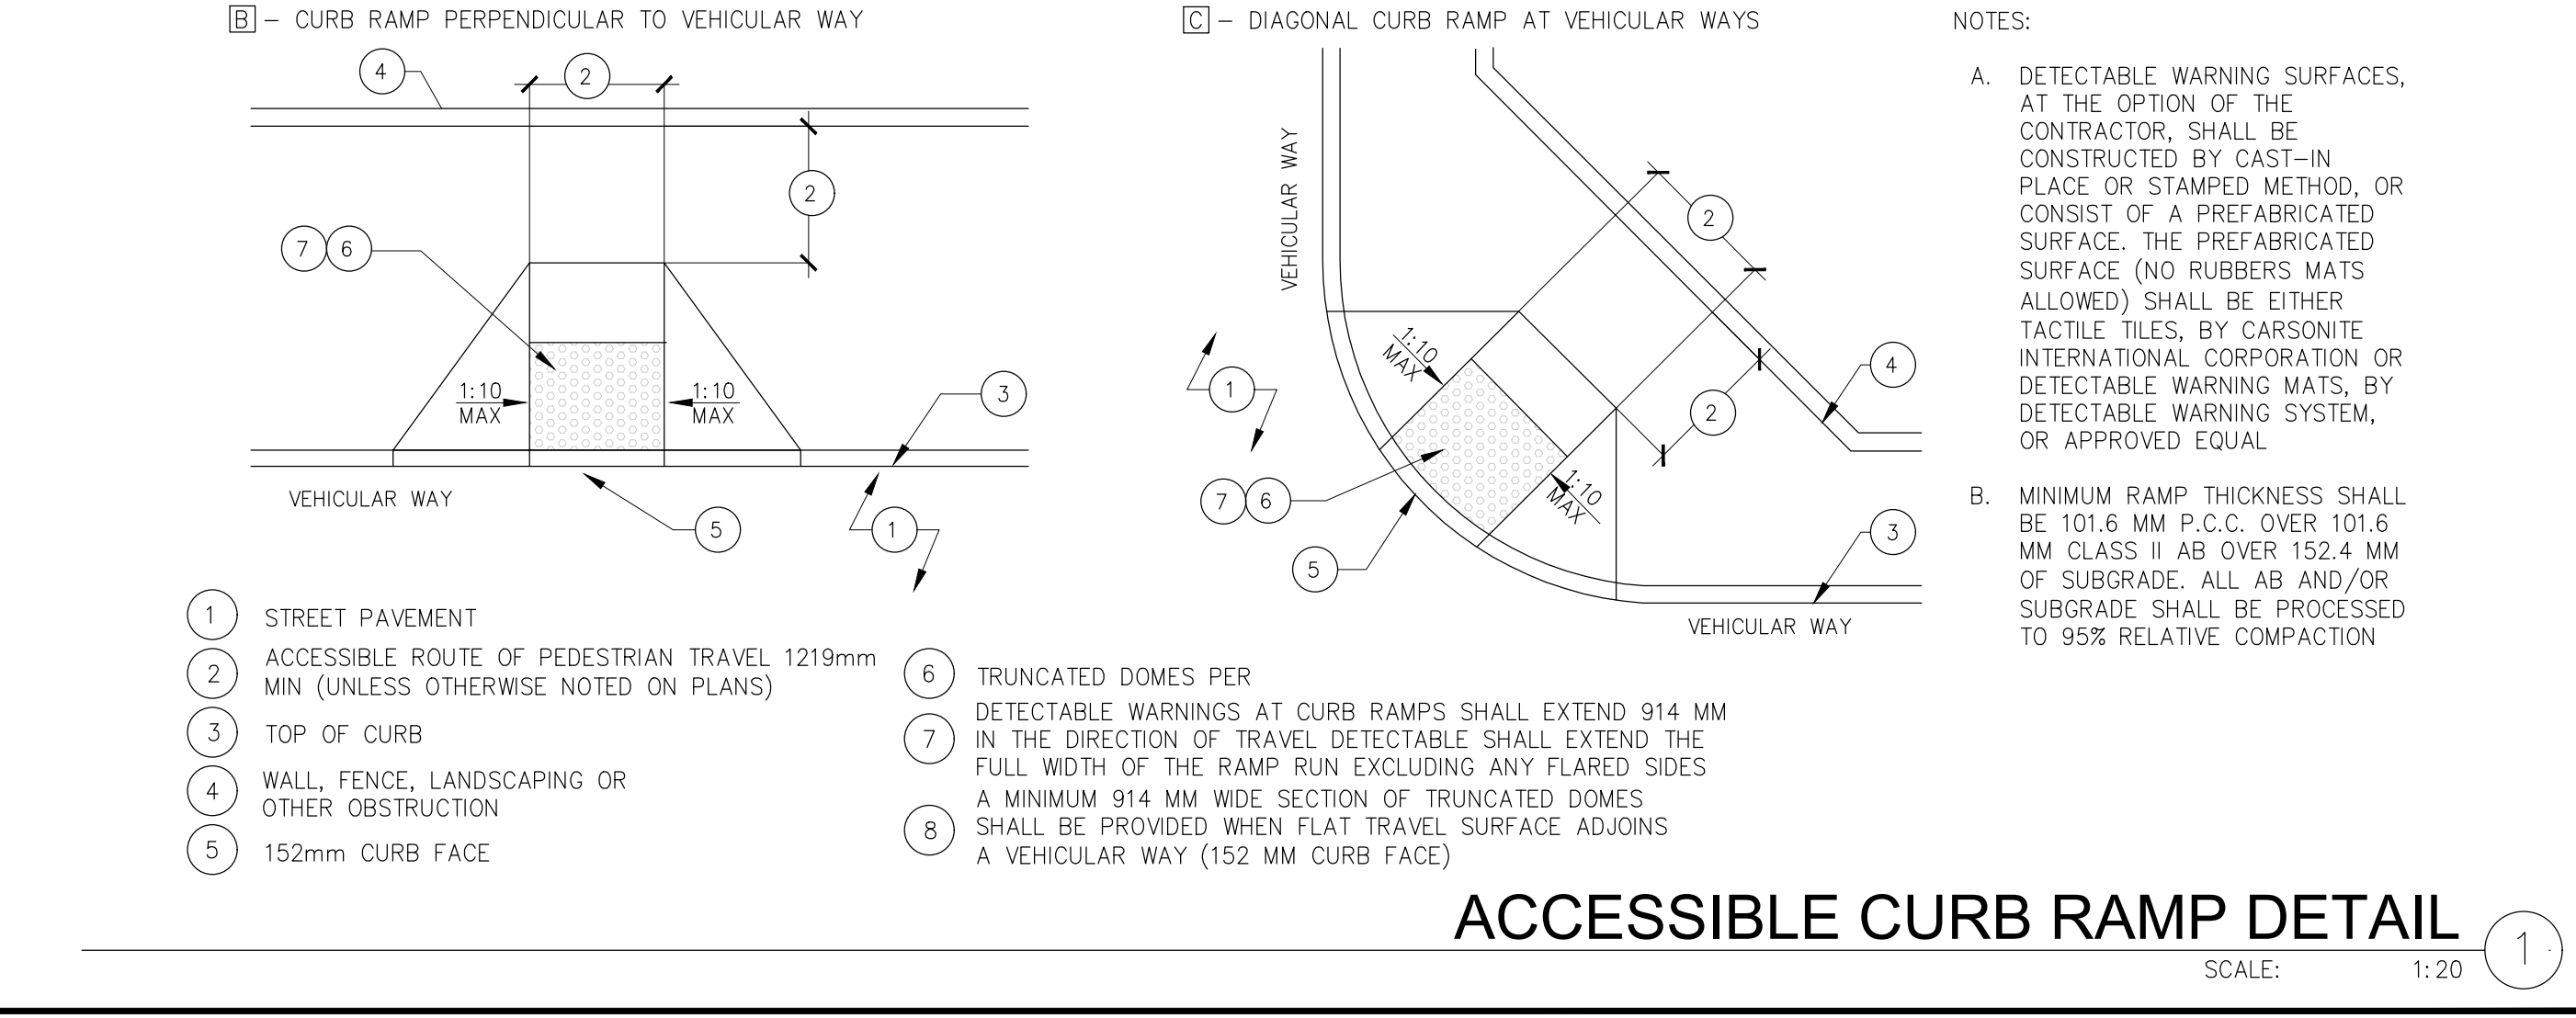 B – CURB RAMP PERPENDICULAR TO VEHICULAR WAY
4
2
2
7 6
1:10
MAX
1:10
MAX
3
VEHICULAR WAY
5
1
C – DIAGONAL CURB RAMP AT VEHICULAR WAYS
VEHICULAR WAY
2
1:10
MAX
1
4
2
7 6
1:10
MAX
5
3
VEHICULAR WAY
NOTES:
A. DETECTABLE WARNING SURFACES,
AT THE OPTION OF THE
CONTRACTOR, SHALL BE
CONSTRUCTED BY CAST–IN
PLACE OR STAMPED METHOD, OR
CONSIST OF A PREFABRICATED
SURFACE. THE PREFABRICATED
SURFACE (NO RUBBERS MATS
ALLOWED) SHALL BE EITHER
TACTILE TILES, BY CARSONITE
INTERNATIONAL CORPORATION OR
DETECTABLE WARNING MATS, BY
DETECTABLE WARNING SYSTEM,
OR APPROVED EQUAL
B. MINIMUM RAMP THICKNESS SHALL
BE 101.6 MM P.C.C. OVER 101.6
MM CLASS II AB OVER 152.4 MM
OF SUBGRADE. ALL AB AND/OR
SUBGRADE SHALL BE PROCESSED
TO 95% RELATIVE COMPACTION
1 STREET PAVEMENT
2 ACCESSIBLE ROUTE OF PEDESTRIAN TRAVEL 1219mm
MIN (UNLESS OTHERWISE NOTED ON PLANS)
3 TOP OF CURB
4 WALL, FENCE, LANDSCAPING OR
OTHER OBSTRUCTION
5 152mm CURB FACE
6 TRUNCATED DOMES PER
7 DETECTABLE WARNINGS AT CURB RAMPS SHALL EXTEND 914 MM
IN THE DIRECTION OF TRAVEL DETECTABLE SHALL EXTEND THE
FULL WIDTH OF THE RAMP RUN EXCLUDING ANY FLARED SIDES
8 A MINIMUM 914 MM WIDE SECTION OF TRUNCATED DOMES
SHALL BE PROVIDED WHEN FLAT TRAVEL SURFACE ADJOINS
A VEHICULAR WAY (152 MM CURB FACE)
ACCESSIBLE CURB RAMP DETAIL
1
SCALE: 1:20